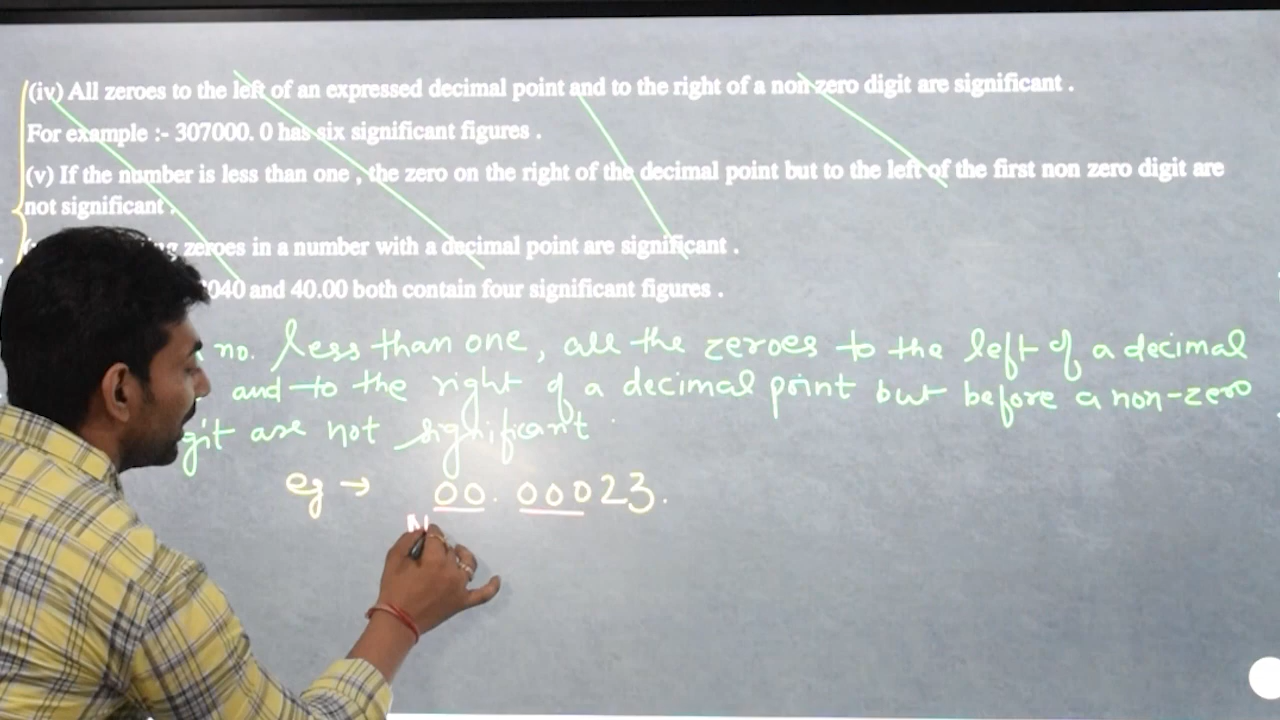 (iv) All zeroes to the left of an expressed decimal point and to the right of a non zero digit are significant .
For example :- 307000. 0 has six significant figures .
(v) If the number is less than one , the zero on the right of the decimal point but to the left of the first non zero digit are
not significant .
zeroes in a number with a decimal point are significant .
040 and 40.00 both contain four significant figures .
no. less than one, all the zeroes to the left of a decimal
and to the right of a decimal point but before a non-zero
git are not significant
eg → 00.00023.
N